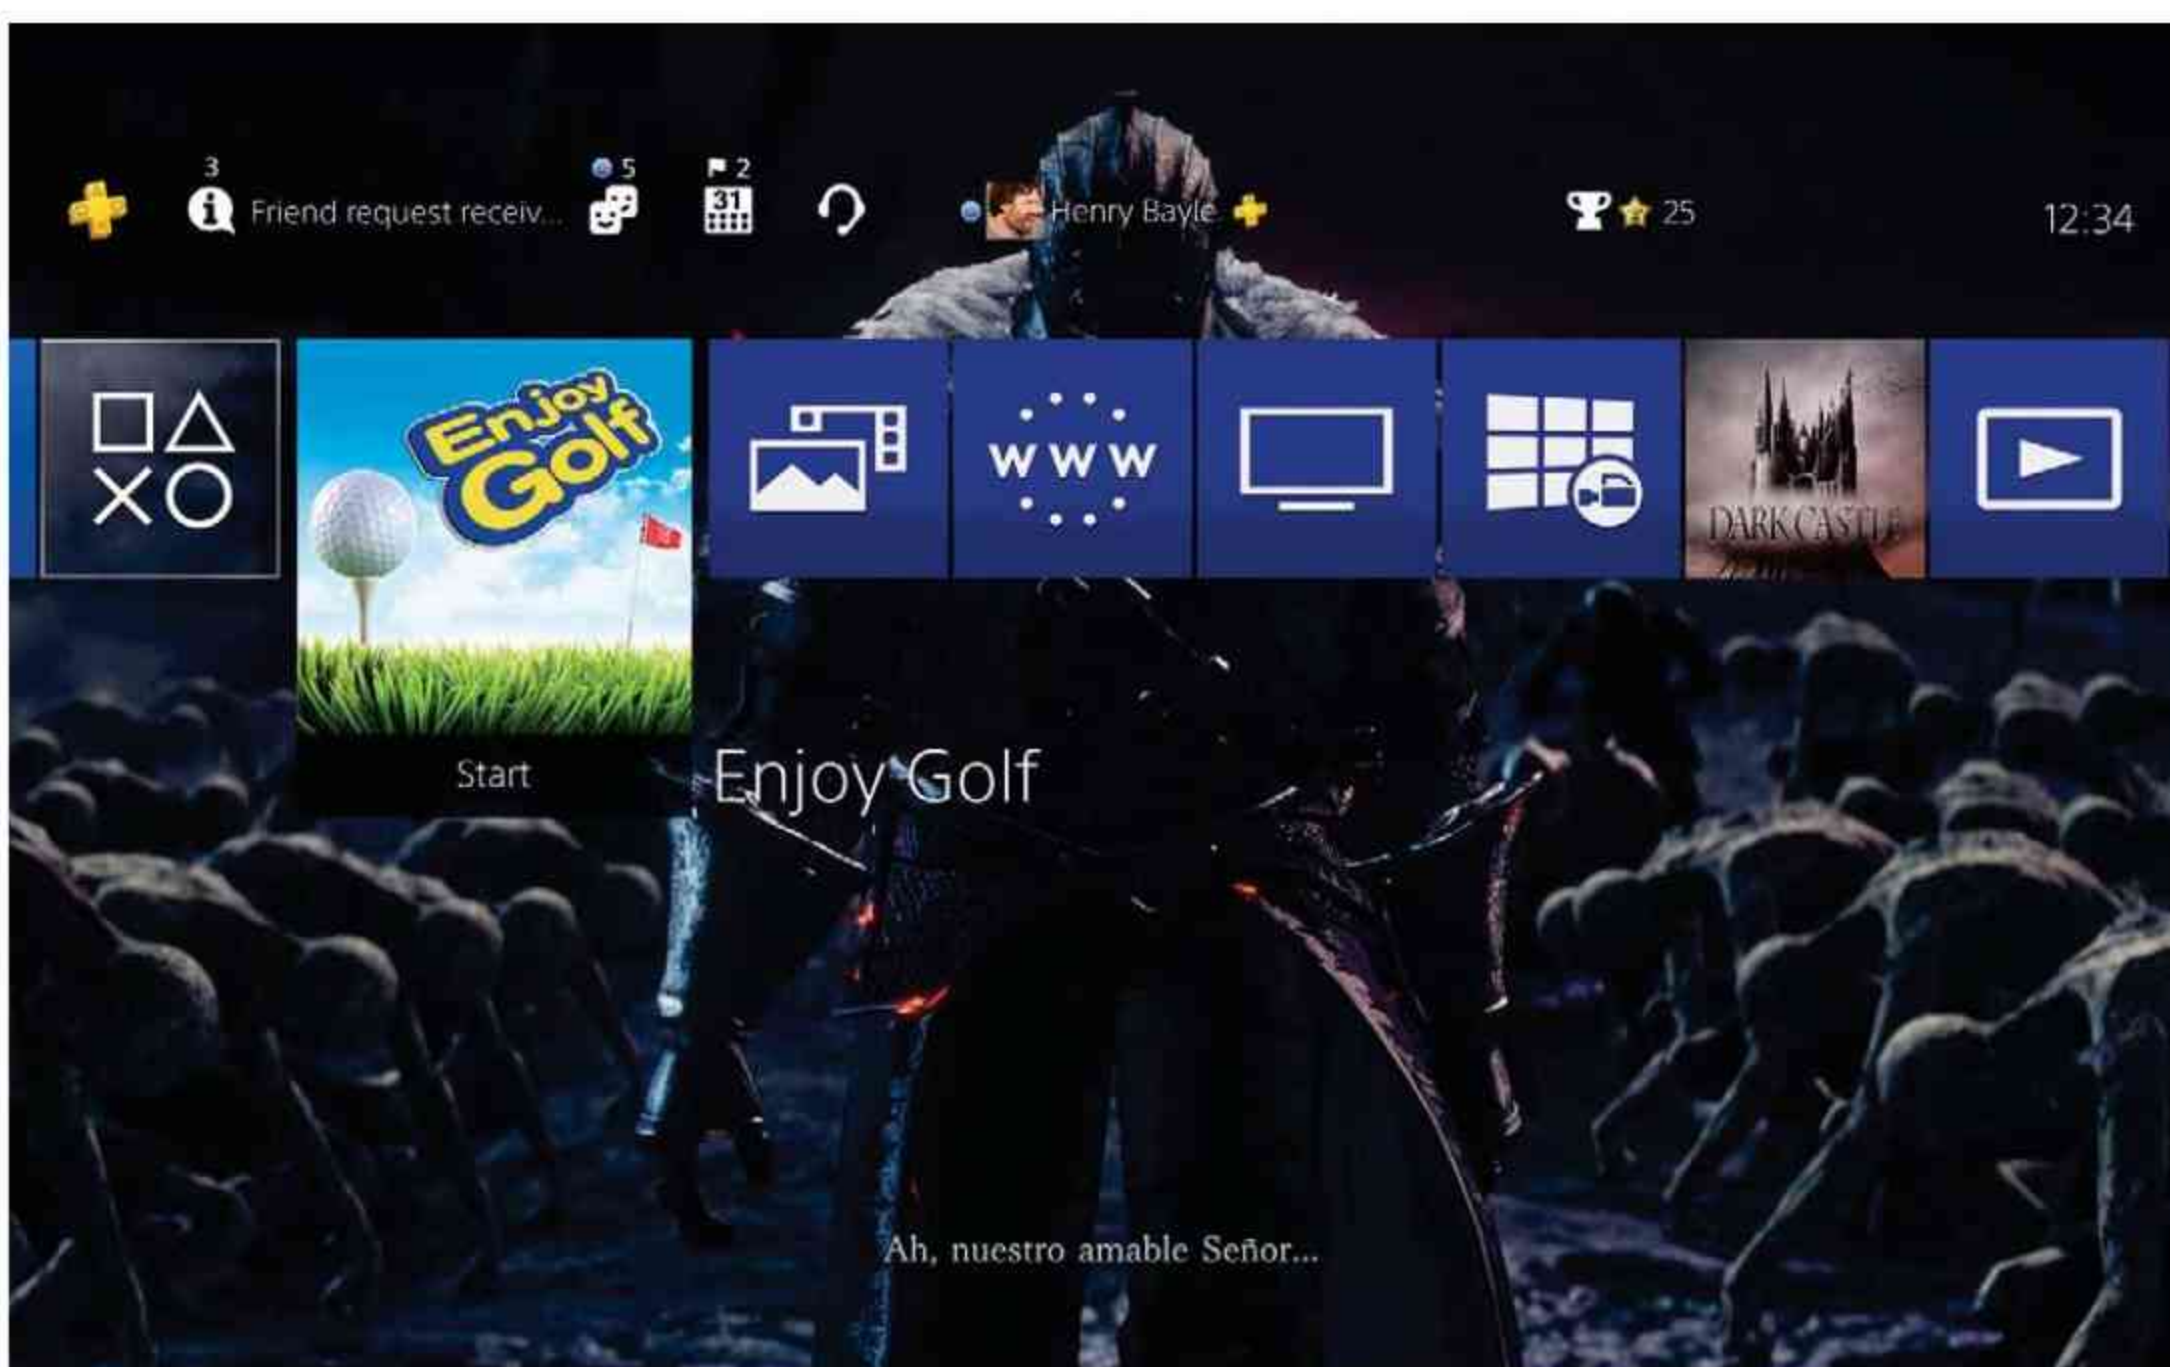 3
5
2
31
Friend request receiv...
Henry Bayle
25
12:34
Enjoy
Golf
WWW
DARK CASTLE
Start
Enjoy Golf
Ah, nuestro amable Señor...